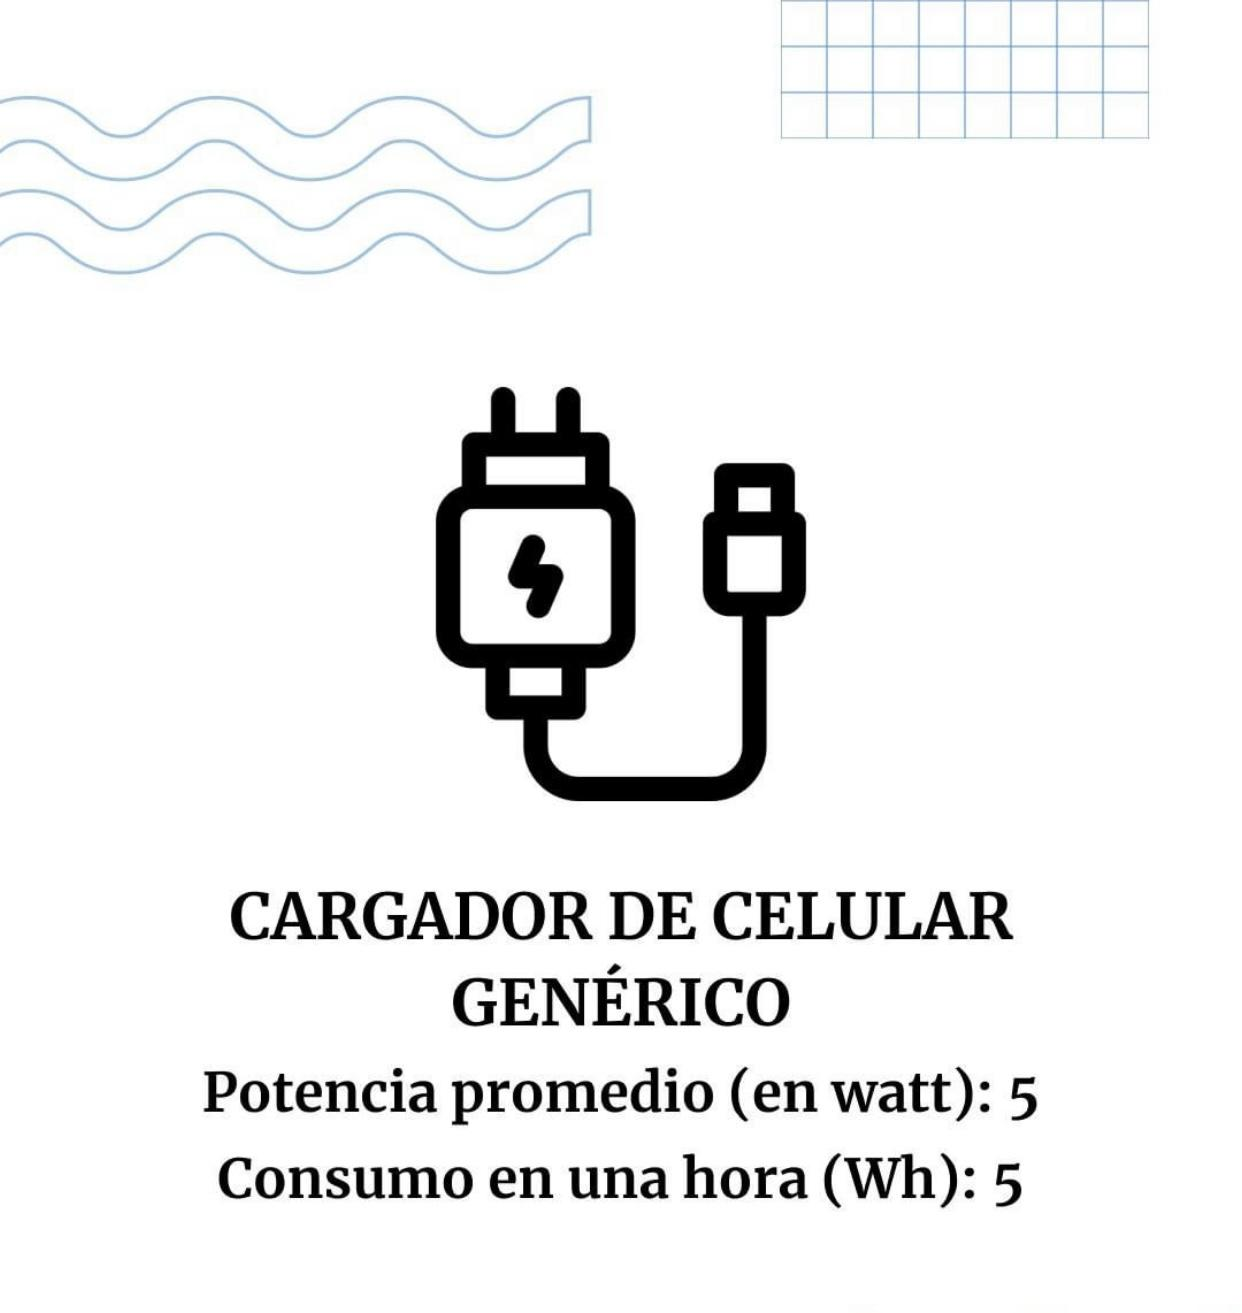 CARGADOR DE CELULAR
GENÉRICO
Potencia promedio (en watt): 5
Consumo en una hora (Wh): 5